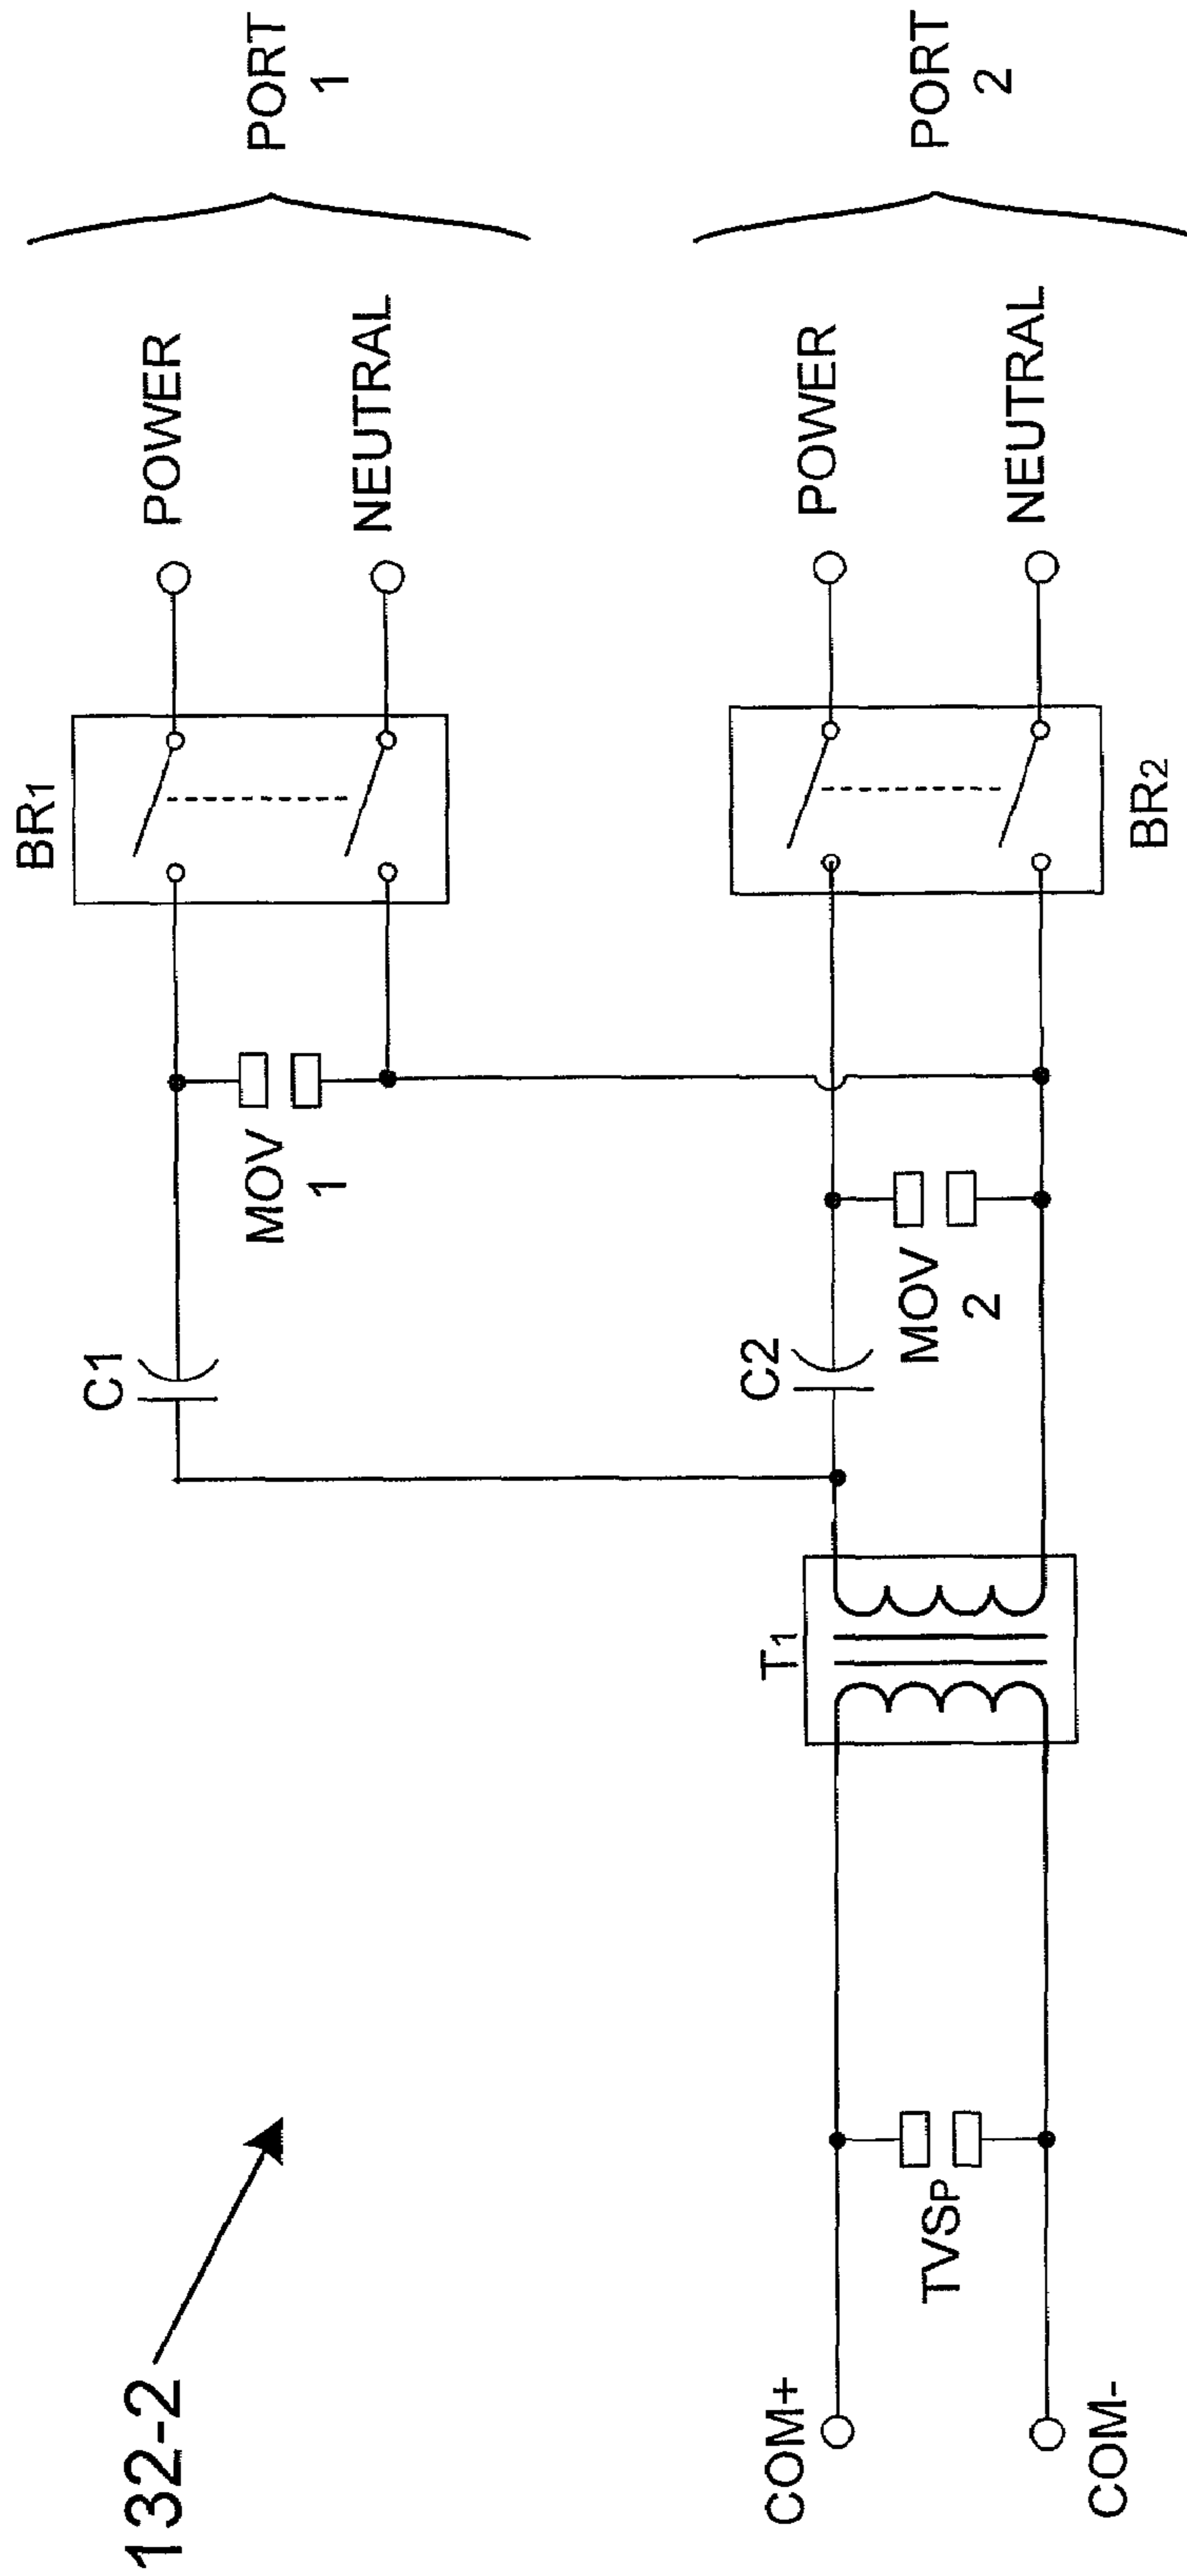 132-2
COM+
COM-
TVSP
T1
C1
C2
MOV
1
MOV
2
BR1
BR2
POWER
NEUTRAL
POWER
NEUTRAL
PORT
1
PORT
2